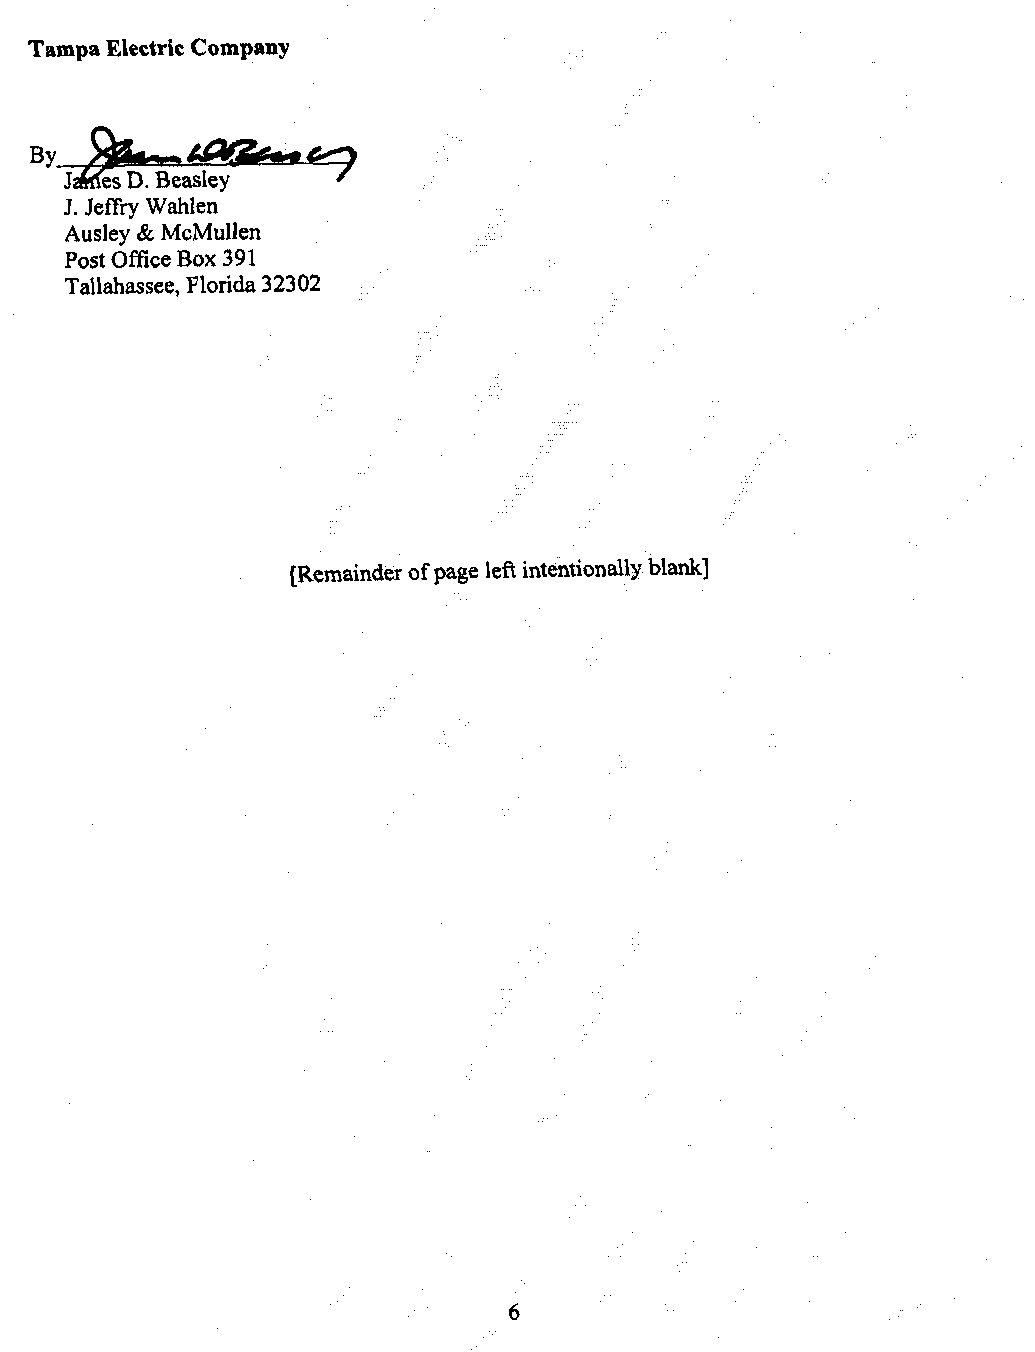 Tampa Electric Company
By
James D. Beasley
J. Jeffry Wahlen
Ausley & McMullen
Post Office Box 391
Tallahassee, Florida 32302
[Remainder of page left intentionally blank]
6